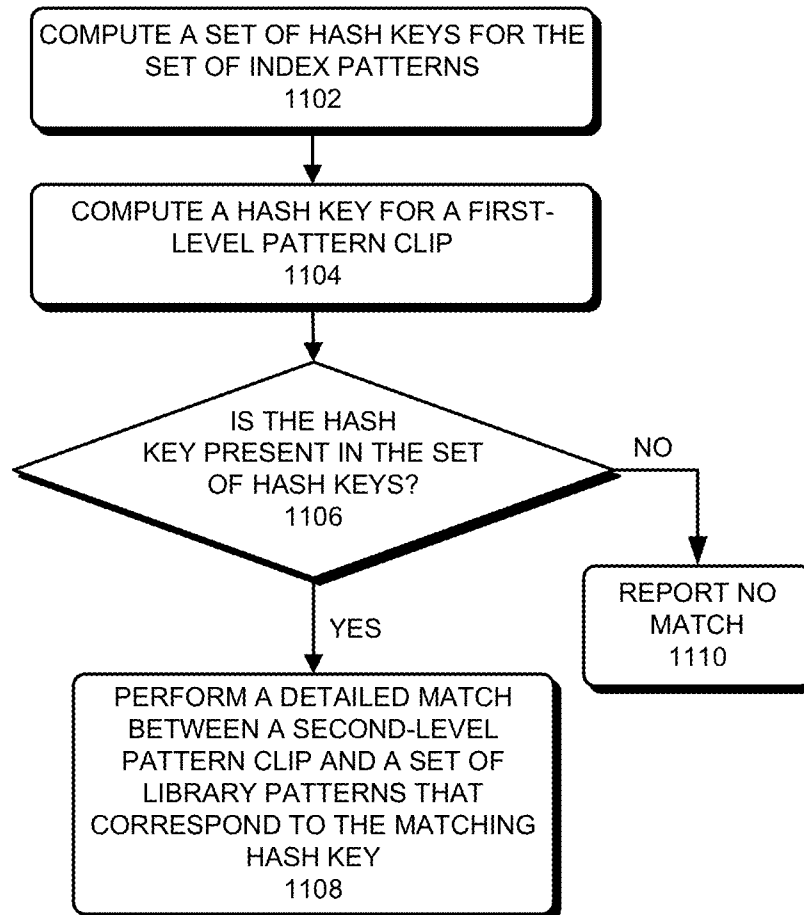 COMPUTE A SET OF HASH KEYS FOR THE
SET OF INDEX PATTERNS
1102
COMPUTE A HASH KEY FOR A FIRST-
LEVEL PATTERN CLIP
1104
IS THE HASH
KEY PRESENT IN THE SET
OF HASH KEYS?
1106
NO
REPORT NO
MATCH
1110
YES
PERFORM A DETAILED MATCH
BETWEEN A SECOND-LEVEL
PATTERN CLIP AND A SET OF
LIBRARY PATTERNS THAT
CORRESPOND TO THE MATCHING
HASH KEY
1108